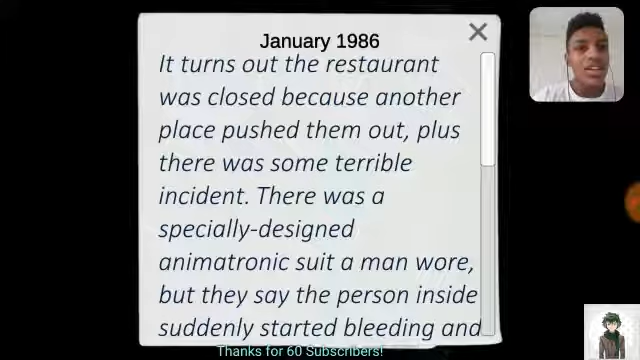 January 1986
It turns out the restaurant
was closed because another
place pushed them out, plus
there was some terrible
incident. There was a
specially-designed
animatronic suit a man wore,
but they say the person inside
suddenly started bleeding and
Thanks for 60 Subscribers!